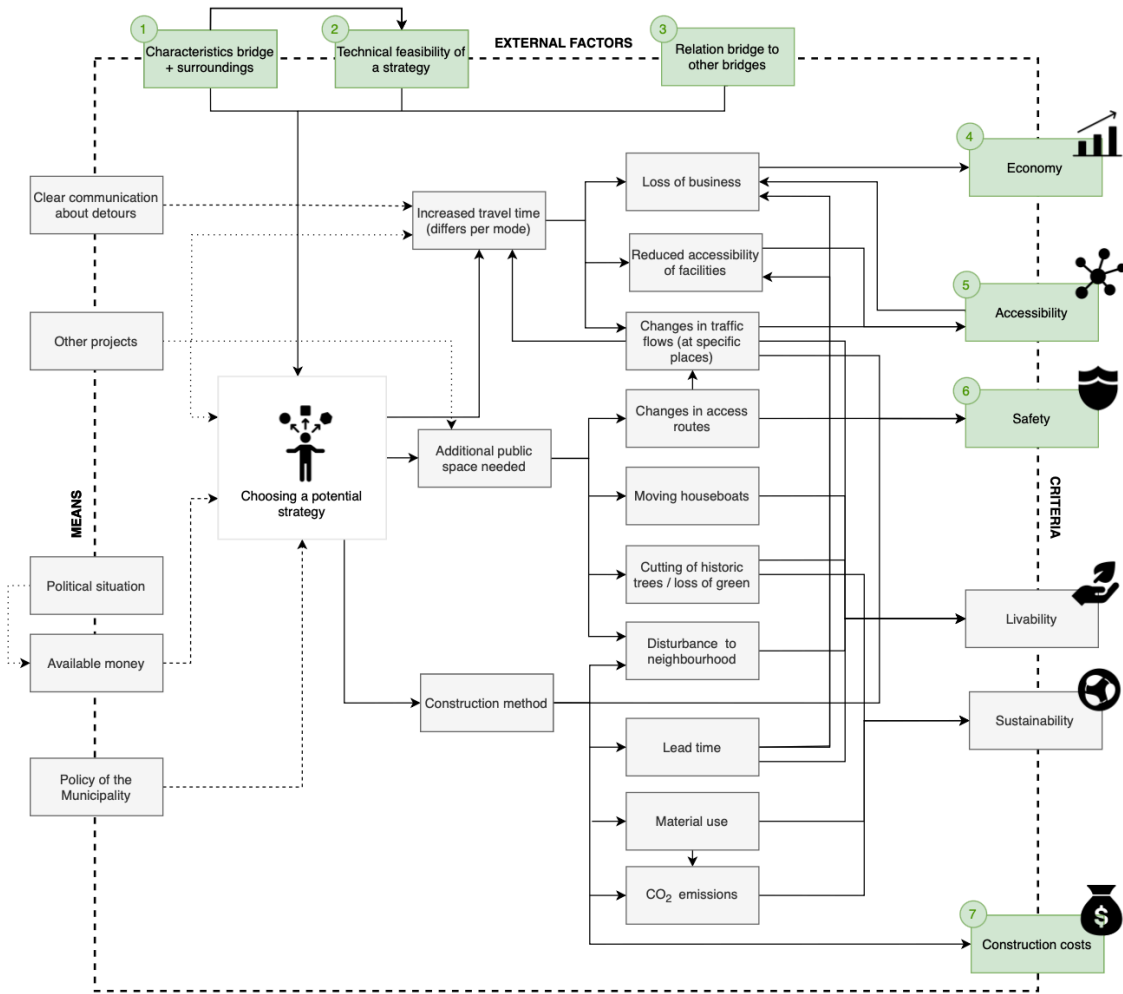 1
2
3
EXTERNAL FACTORS
Characteristics bridge
+ surroundings
Technical feasibility of
a strategy
Relation bridge to
other bridges
4
Economy
Clear communication
about detours
Increased travel time
(differs per mode)
Loss of business
Reduced accessibility
of facilities
5
Accessibility
Other projects
Changes in traffic
flows (at specific
places)
6
Safety
Changes in access
routes
Choosing a potential
strategy
Additional public
space needed
MEANS
CRITERIA
Moving houseboats
Political situation
Cutting of historic
trees / loss of green
Livability
Available money
Disturbance to
neighbourhood
Construction method
Sustainability
Lead time
Policy of the
Municipality
Material use
CO2 emissions
7
$
Construction costs